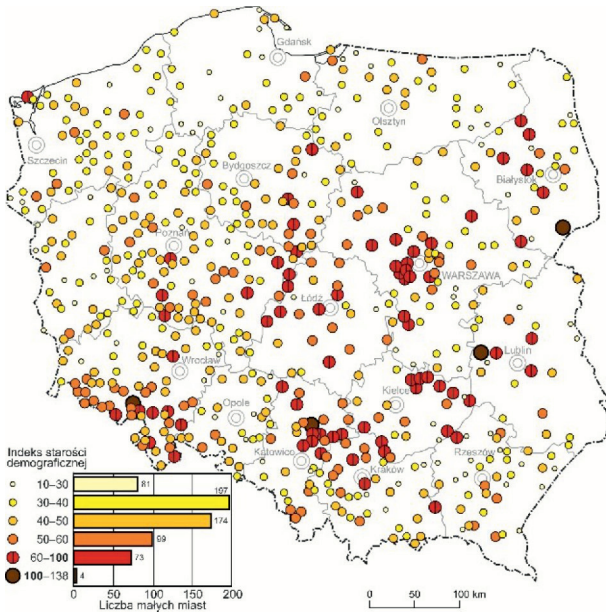 Gdańsk
Olsztyn
Szczecin
Bydgoszcz
Białystok
Poznań
WARSZAWA
Łódź
Lublin
Wrocław
Kielce
Opole
Katowice
Kraków
Rzeszów
Indeks starości
demograficznej
10–30 81
30–40 197
40–50 174
50–60 99
60–100 73
100–138 4
0 50 100 150 200
Liczba małych miast
0 100 km